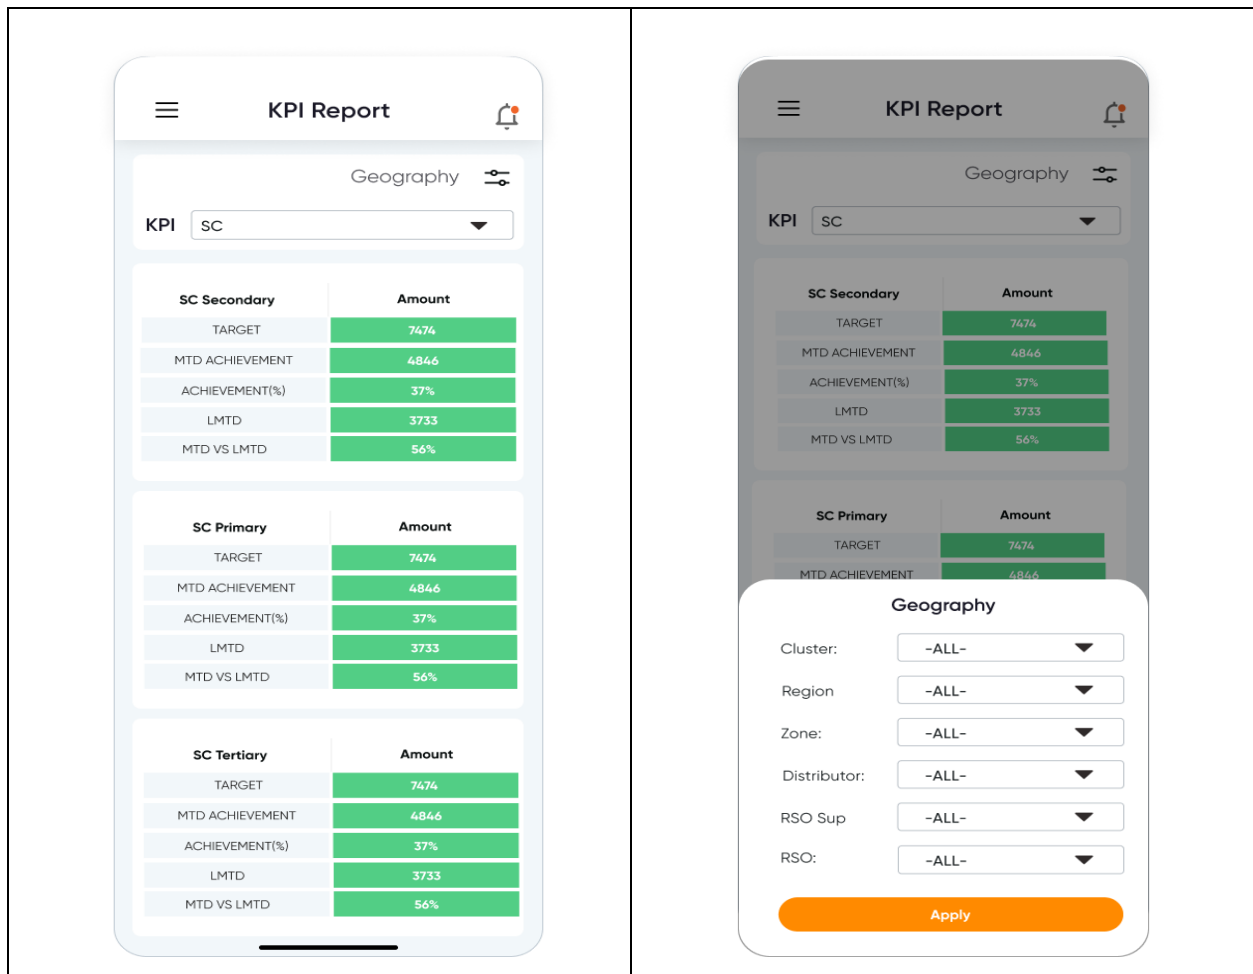 KPI Report
Geography
KPI SC
SC Secondary Amount
TARGET 7474
MTD ACHIEVEMENT 4846
ACHIEVEMENT(%) 37%
LMTD 3733
MTD VS LMTD 56%
SC Primary Amount
TARGET 7474
MTD ACHIEVEMENT 4846
ACHIEVEMENT(%) 37%
LMTD 3733
MTD VS LMTD 56%
SC Tertiary Amount
TARGET 7474
MTD ACHIEVEMENT 4846
ACHIEVEMENT(%) 37%
LMTD 3733
MTD VS LMTD 56%
KPI Report
Geography
KPI SC
SC Secondary Amount
TARGET 7474
MTD ACHIEVEMENT 4846
ACHIEVEMENT(%) 37%
LMTD 3733
MTD VS LMTD 56%
SC Primary Amount
TARGET 7474
MTD ACHIEVEMENT 4846
Geography
Cluster: -ALL-
Region -ALL-
Zone: -ALL-
Distributor: -ALL-
RSO Sup -ALL-
RSO: -ALL-
Apply